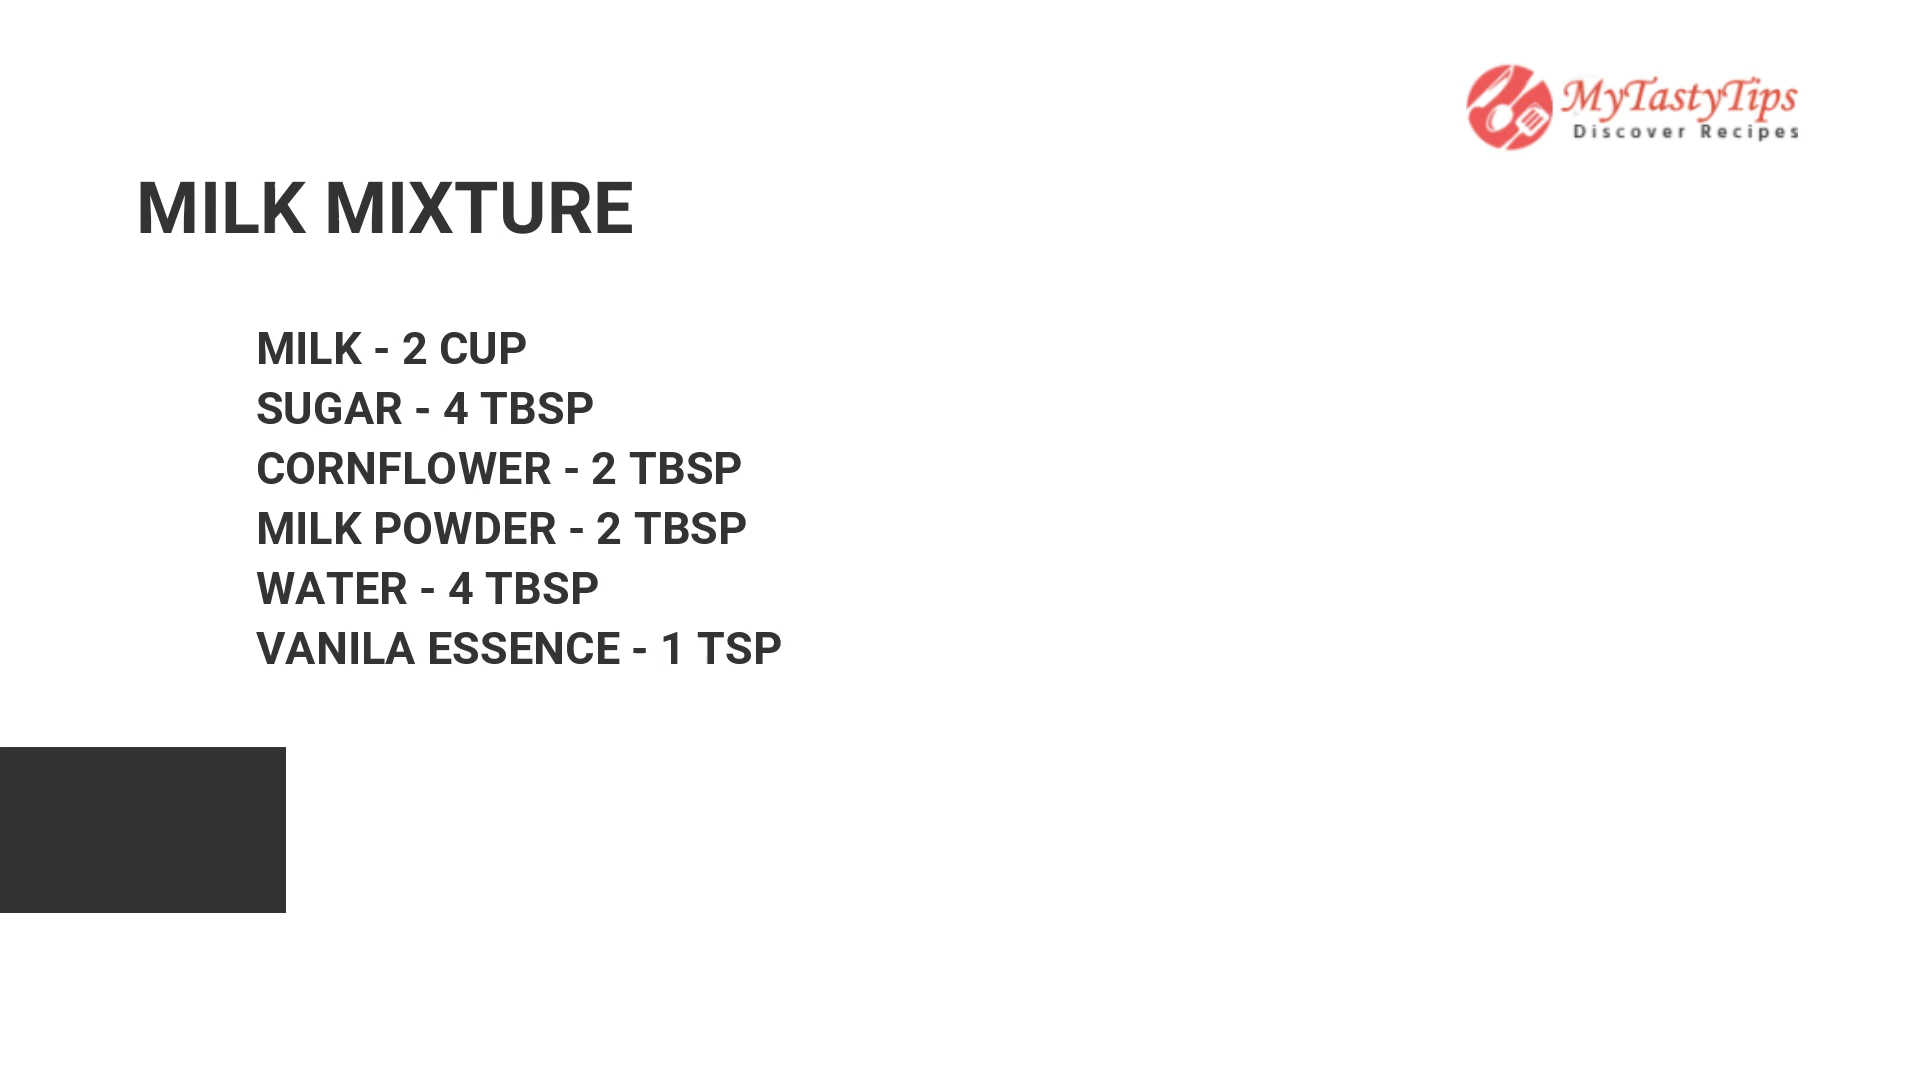 MyTastyTips
Discover Recipes
MILK MIXTURE
MILK - 2 CUP
SUGAR - 4 TBSP
CORNFLOWER - 2 TBSP
MILK POWDER - 2 TBSP
WATER - 4 TBSP
VANILA ESSENCE - 1 TSP